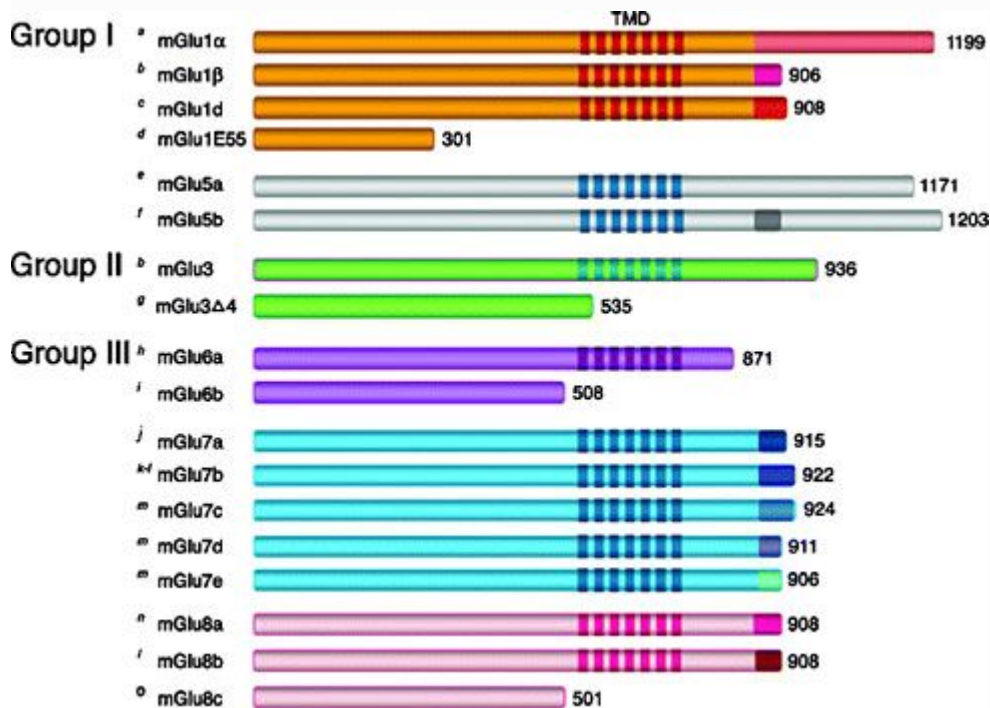 TMD
Group I a mGlu1α 1199
b mGlu1β 906
c mGlu1d 908
d mGlu1E55 301
e mGlu5a 1171
f mGlu5b 1203
Group II b mGlu3 936
g mGlu3Δ4 535
Group III h mGlu6a 871
i mGlu6b 508
j mGlu7a 915
k-l mGlu7b 922
m mGlu7c 924
m mGlu7d 911
m mGlu7e 906
n mGlu8a 908
l mGlu8b 908
o mGlu8c 501